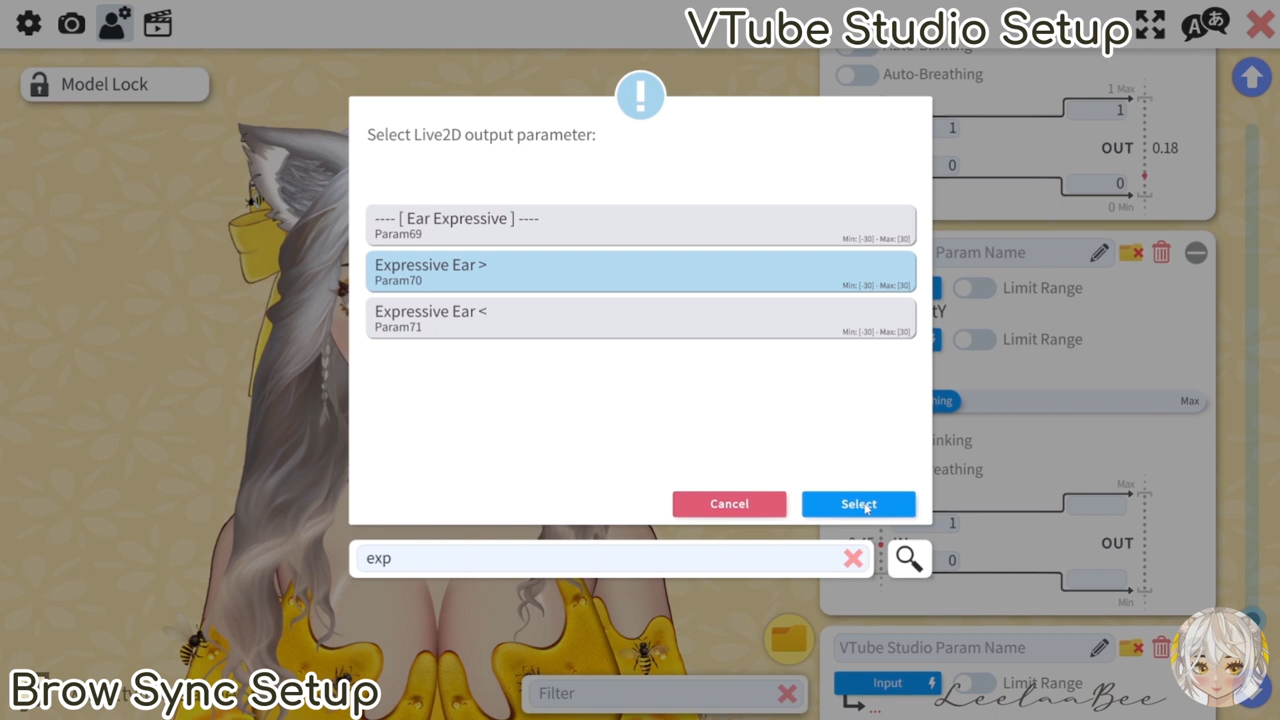 VTube Studio Setup
Model Lock
Auto-Breathing
1 Max
1
1
OUT
0.18
0
0
0 Min
Select Live2D output parameter:
---- [ Ear Expressive ] ----
Param69
Min: [-30] - Max: [30]
Expressive Ear >
Param70
Min: [-30] - Max: [30]
Expressive Ear <
Param71
Min: [-30] - Max: [30]
Cancel
Select
exp
Param Name
Limit Range
tY
Limit Range
hing
Max
inking
eathing
Max
1
OUT
0
Min
VTube Studio Param Name
Input
Limit Range
...
Filter
Brow Sync Setup
LeelaaBee